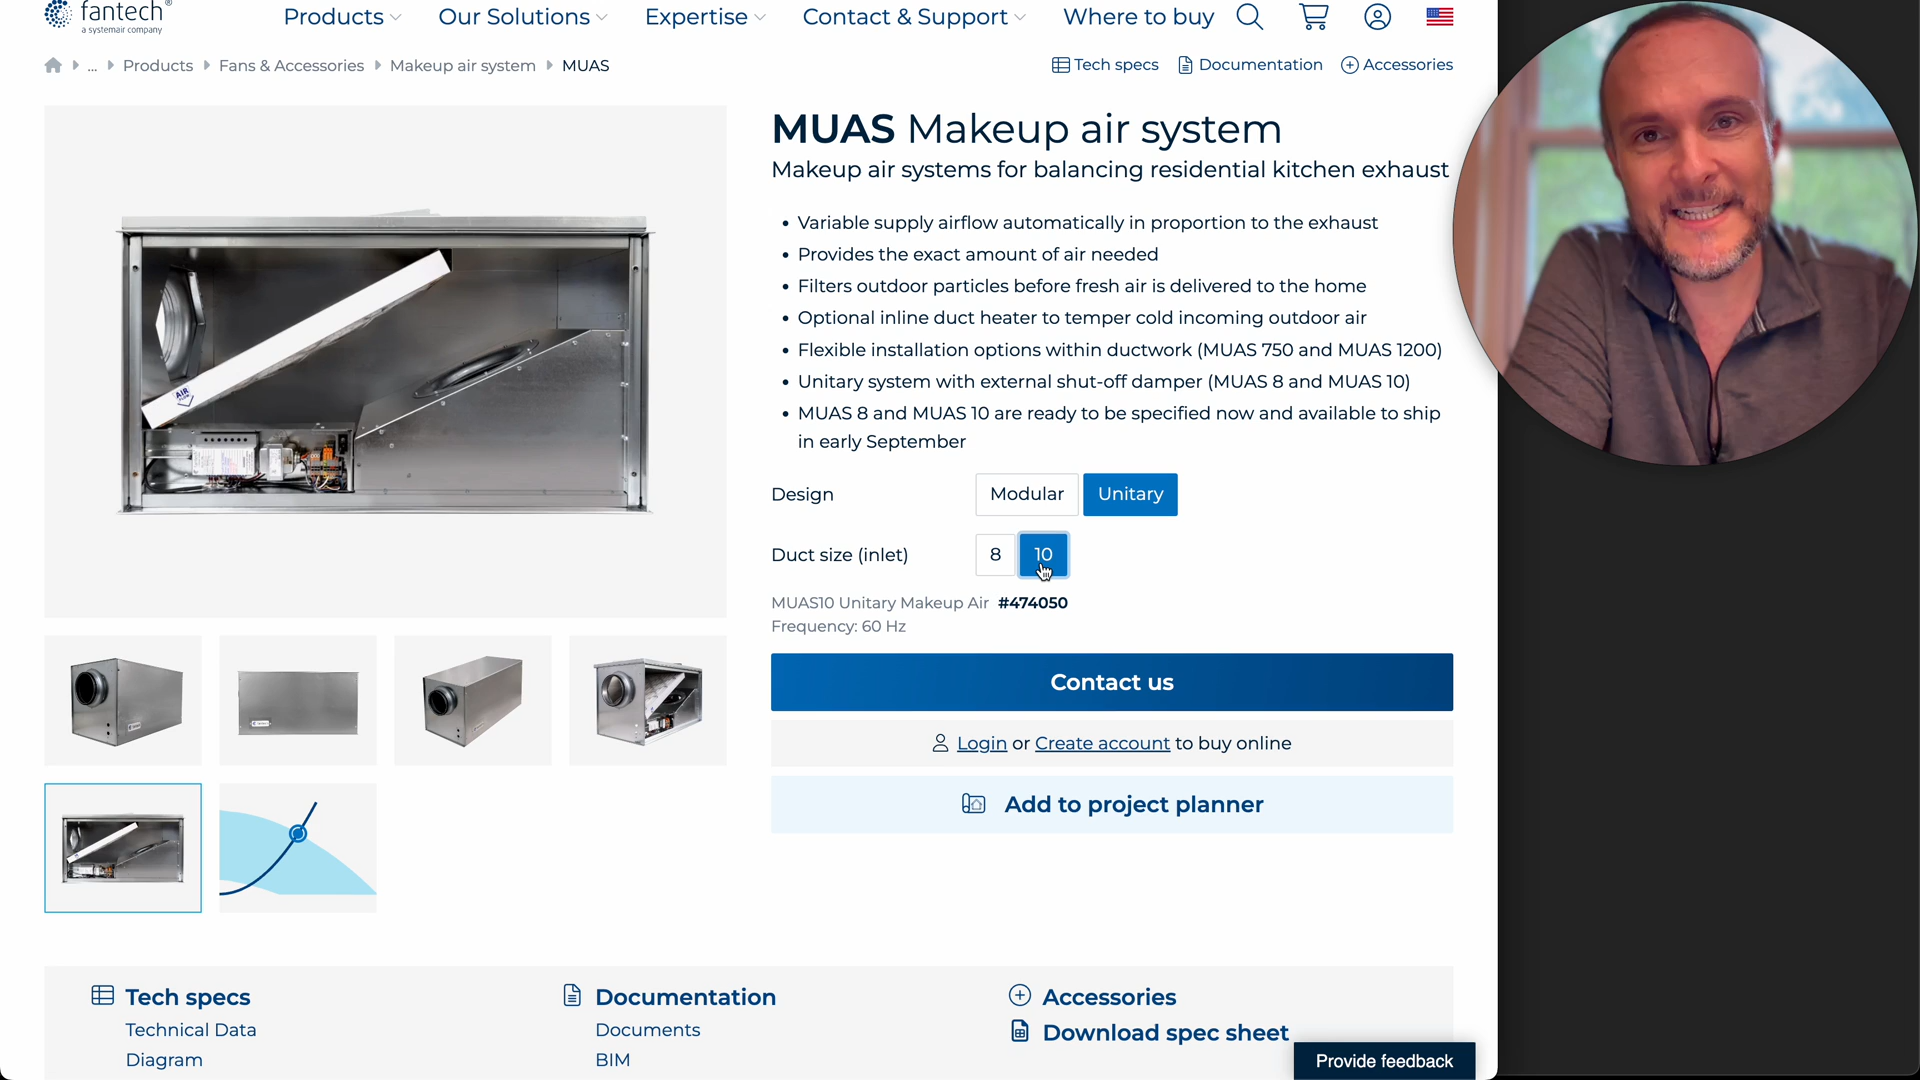 fantech®
a systemair company
Products
Our Solutions
Expertise
Contact & Support
Where to buy
... Products Fans & Accessories Makeup air system MUAS
Tech specs
Documentation
Accessories
MUAS Makeup air system
Makeup air systems for balancing residential kitchen exhaust
• Variable supply airflow automatically in proportion to the exhaust
• Provides the exact amount of air needed
• Filters outdoor particles before fresh air is delivered to the home
• Optional inline duct heater to temper cold incoming outdoor air
• Flexible installation options within ductwork (MUAS 750 and MUAS 1200)
• Unitary system with external shut-off damper (MUAS 8 and MUAS 10)
• MUAS 8 and MUAS 10 are ready to be specified now and available to ship
in early September
Design
Modular
Unitary
Duct size (inlet)
8
10
MUAS10 Unitary Makeup Air #474050
Frequency: 60 Hz
Contact us
Login or Create account to buy online
Add to project planner
AIR
Tech specs
Technical Data
Diagram
Documentation
Documents
BIM
Accessories
Download spec sheet
Provide feedback